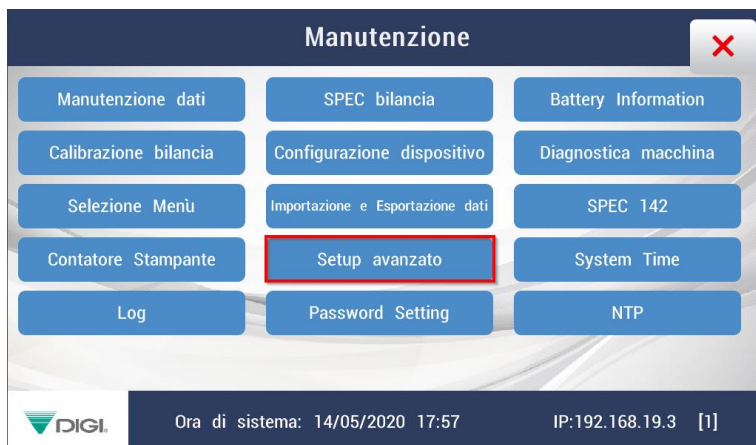 Manutenzione
Manutenzione dati
SPEC bilancia
Battery Information
Calibrazione bilancia
Configurazione dispositivo
Diagnostica macchina
Selezione Menù
Importazione e Esportazione dati
SPEC 142
Contatore Stampante
Setup avanzato
System Time
Log
Password Setting
NTP
DIGI.
Ora di sistema: 14/05/2020 17:57
IP:192.168.19.3 [1]